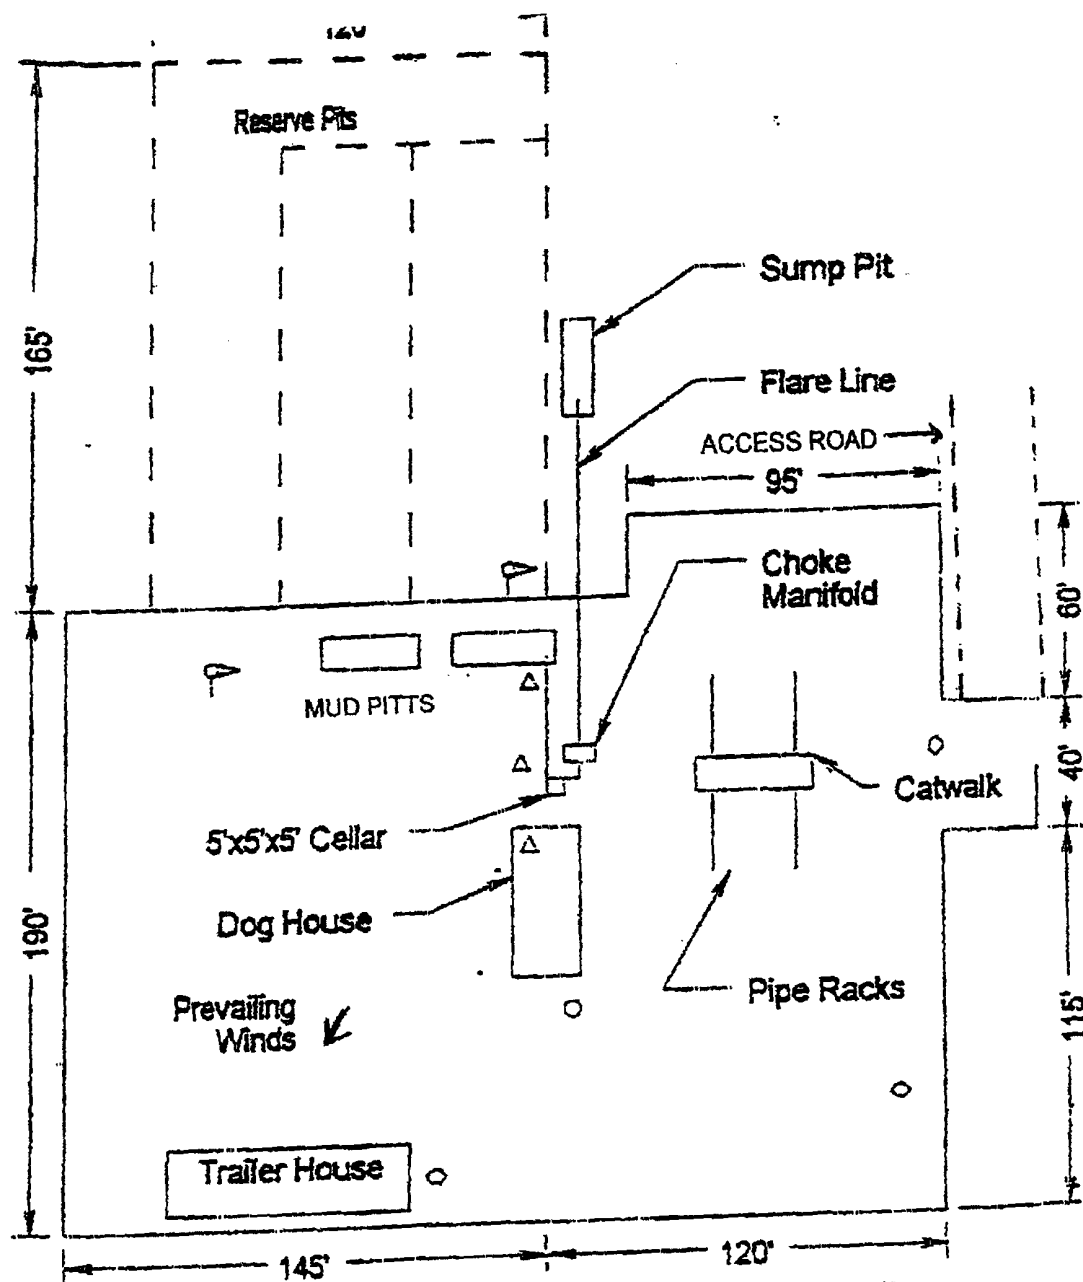 120
Reserve Pits
Sump Pit
165'
Flare Line
ACCESS ROAD
95'
Choke
Manifold
60'
MUD PITTS
40'
Catwalk
5'x5'x5' Cellar
Dog House
190'
Pipe Racks
Prevailing
Winds
115'
Trailer House
145'
120'